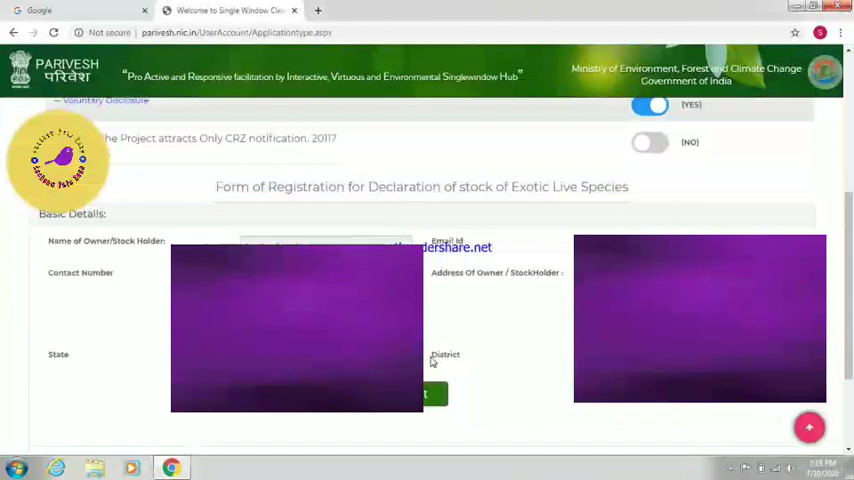 Google
Welcome to Single Window Cle
Not secure | parivesh.nic.in/UserAccount/Applicationtype.aspx
PARIVESH
परिवेश
"Pro Active and Responsive facilitation by Interactive, Virtuous and Environmental Singlewindow Hub"
Ministry of Environment, Forest and Climate Change
Government of India
Voluntary Disclosure
(YES)
he Project attracts Only CRZ notification, 2011?
(NO)
Form of Registration for Declaration of stock of Exotic Live Species
Basic Details:
Name of Owner/Stock Holder:
Email Id
dershare.net
Contact Number
Address Of Owner / StockHolder :
State
District
t
7:19 PM